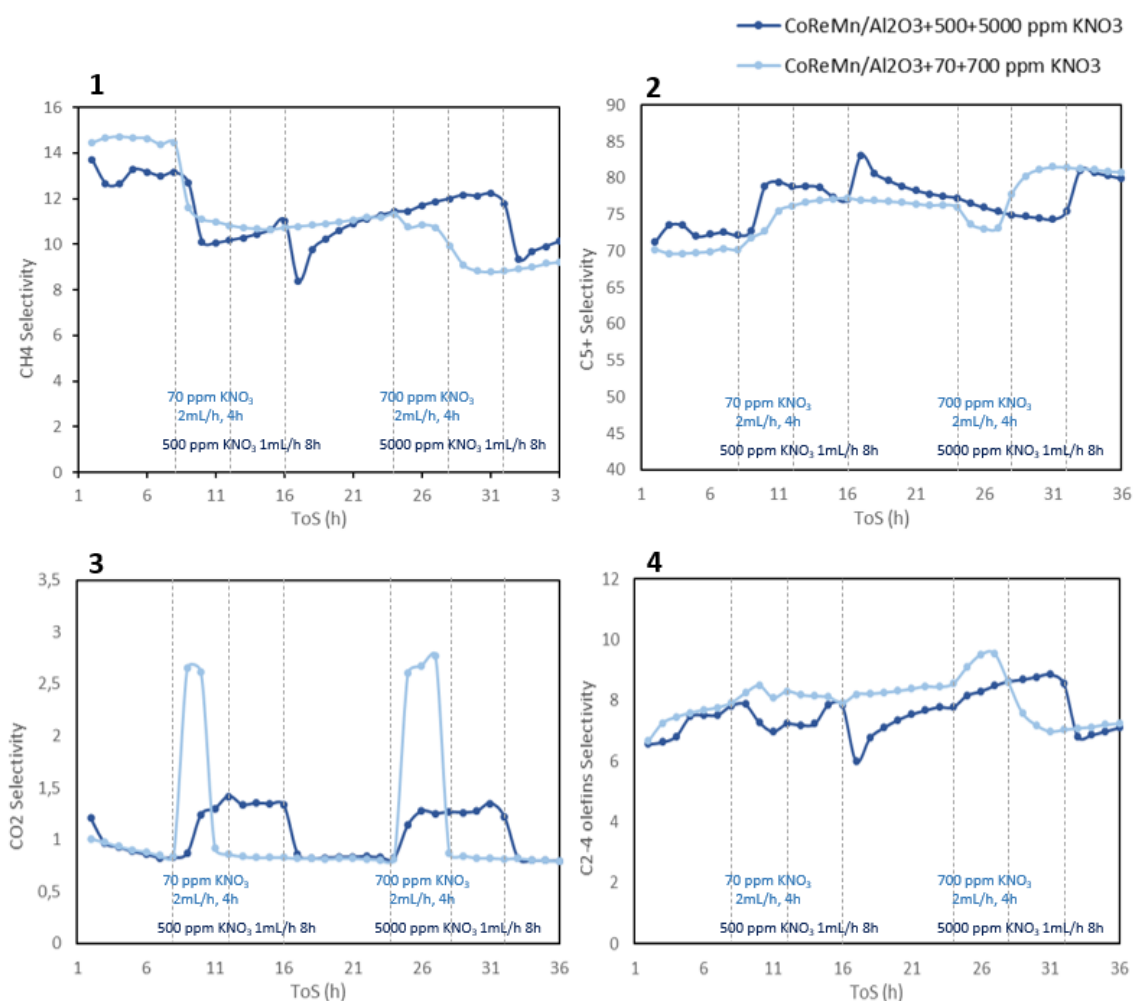 CoReMn/Al2O3+500+5000 ppm KNO3
CoReMn/Al2O3+70+700 ppm KNO3
1
CH4 Selectivity
16
14
12
10
8
6
4
2
0
70 ppm KNO₃
2mL/h, 4h
700 ppm KNO₃
2mL/h, 4h
500 ppm KNO₃ 1mL/h 8h
5000 ppm KNO₃ 1mL/h 8h
1 6 11 16 21 26 31 3
ToS (h)
2
C5+ Selectivity
90
85
80
75
70
65
60
55
50
45
40
70 ppm KNO₃
2mL/h, 4h
700 ppm KNO₃
2mL/h, 4h
500 ppm KNO₃ 1mL/h 8h
5000 ppm KNO₃ 1mL/h 8h
1 6 11 16 21 26 31 36
ToS (h)
3
CO2 Selectivity
3,5
3
2,5
2
1,5
1
0,5
0
70 ppm KNO₃
2mL/h, 4h
700 ppm KNO₃
2mL/h, 4h
500 ppm KNO₃ 1mL/h 8h
5000 ppm KNO₃ 1mL/h 8h
1 6 11 16 21 26 31 36
ToS (h)
4
C2-4 olefins Selectivity
12
10
8
6
4
2
0
70 ppm KNO₃
2mL/h, 4h
700 ppm KNO₃
2mL/h, 4h
500 ppm KNO₃ 1mL/h 8h
5000 ppm KNO₃ 1mL/h 8h
1 6 11 16 21 26 31 36
ToS (h)